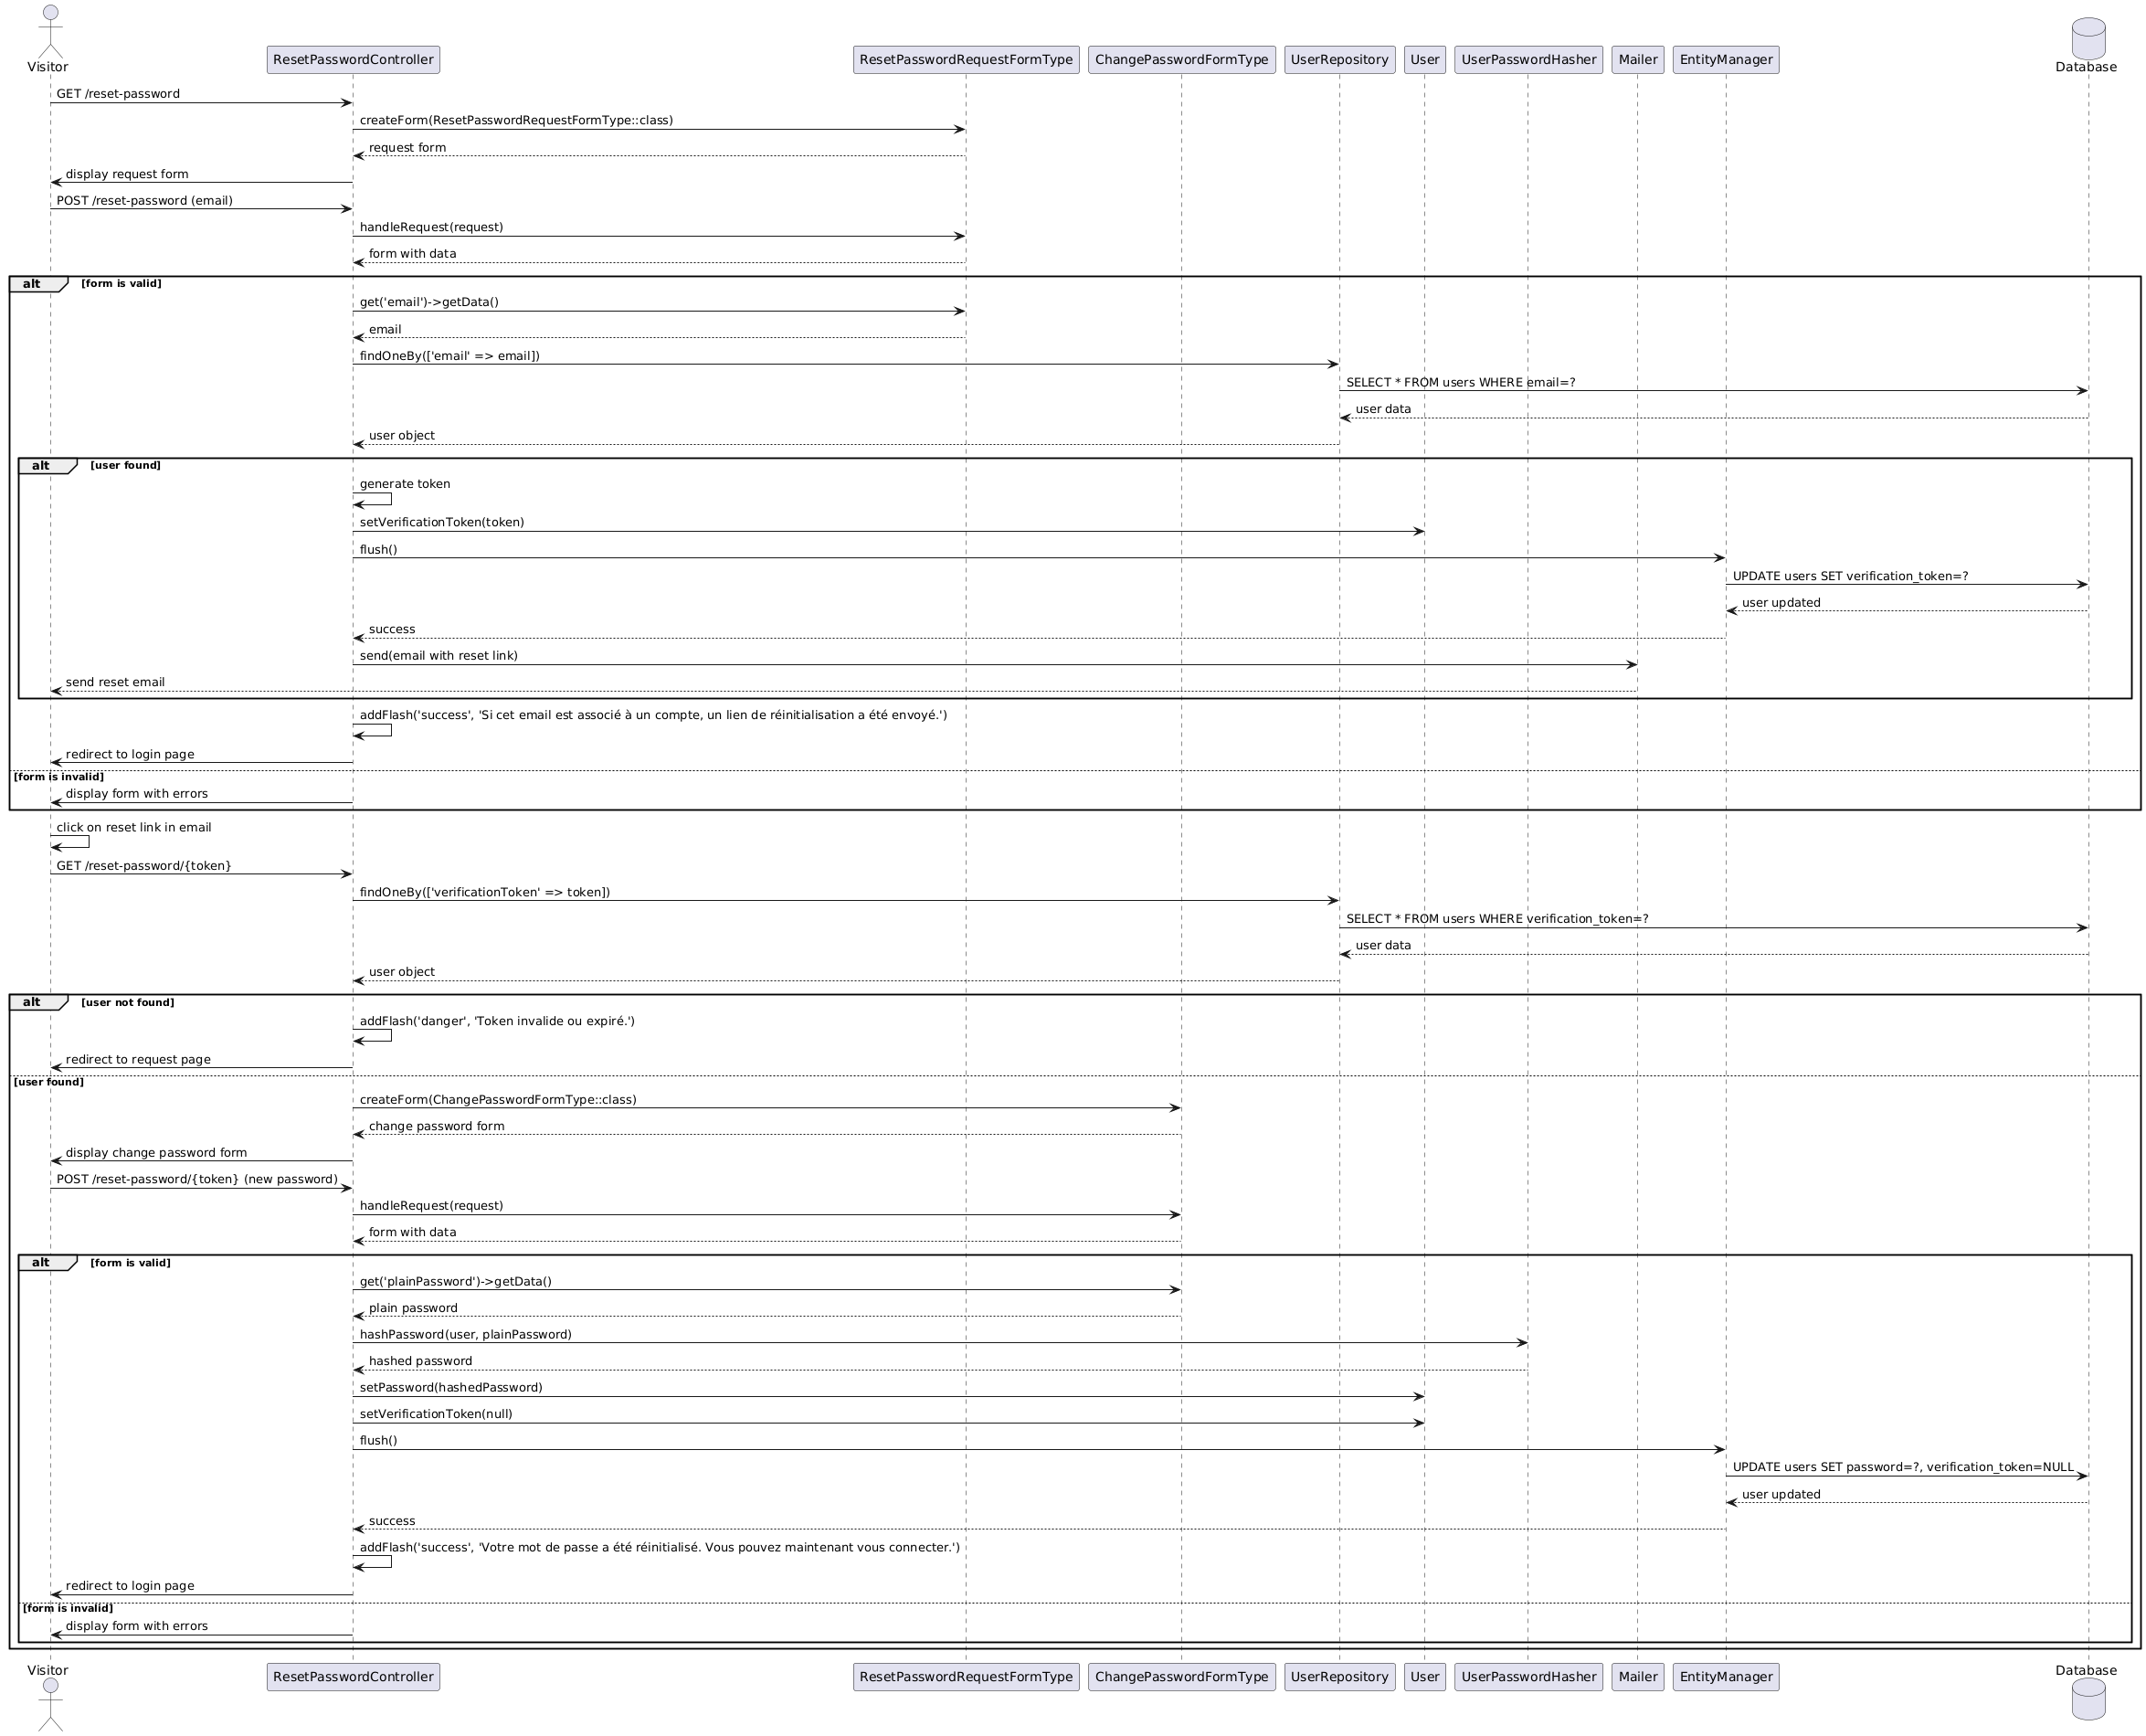 Visitor
ResetPasswordController
ResetPasswordRequestFormType
ChangePasswordFormType
UserRepository
User
UserPasswordHasher
Mailer
EntityManager
Database
GET /reset-password
createForm(ResetPasswordRequestFormType::class)
request form
display request form
POST /reset-password (email)
handleRequest(request)
form with data
alt [form is valid]
get('email')->getData()
email
findOneBy(['email' => email])
SELECT * FROM users WHERE email=?
user data
user object
alt [user found]
generate token
setVerificationToken(token)
flush()
UPDATE users SET verification_token=?
user updated
success
send(email with reset link)
send reset email
addFlash('success', 'Si cet email est associé à un compte, un lien de réinitialisation a été envoyé.')
redirect to login page
[form is invalid]
display form with errors
click on reset link in email
GET /reset-password/{token}
findOneBy(['verificationToken' => token])
SELECT * FROM users WHERE verification_token=?
user data
user object
alt [user not found]
addFlash('danger', 'Token invalide ou expiré.')
redirect to request page
[user found]
createForm(ChangePasswordFormType::class)
change password form
display change password form
POST /reset-password/{token} (new password)
handleRequest(request)
form with data
alt [form is valid]
get('plainPassword')->getData()
plain password
hashPassword(user, plainPassword)
hashed password
setPassword(hashedPassword)
setVerificationToken(null)
flush()
UPDATE users SET password=?, verification_token=NULL
user updated
success
addFlash('success', 'Votre mot de passe a été réinitialisé. Vous pouvez maintenant vous connecter.')
redirect to login page
[form is invalid]
display form with errors
Visitor
ResetPasswordController
ResetPasswordRequestFormType
ChangePasswordFormType
UserRepository
User
UserPasswordHasher
Mailer
EntityManager
Database